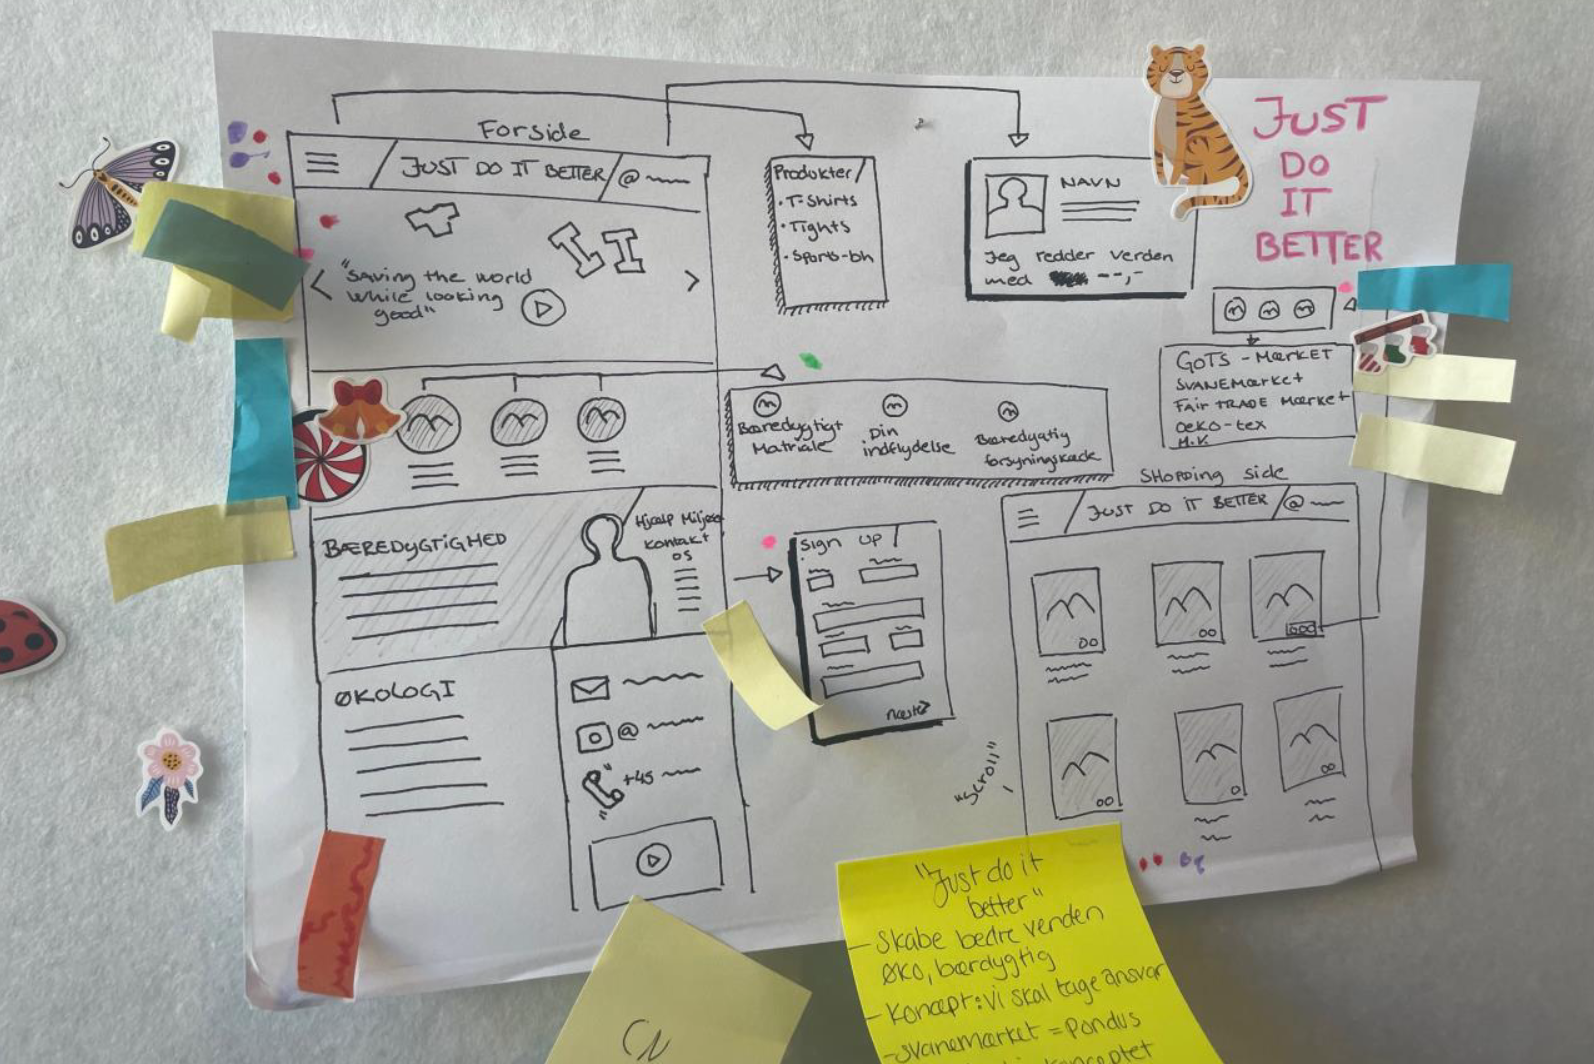 Forside
JUST DO IT BETTER
@
"Saving the world
while looking
good"
Produkter
• T-Shirts
• Tights
• Sports-bh
NAVN
Jeg redder verden
med --,-
JUST
DO
IT
BETTER
GOTS - Mærket
SVANEMærket
Fair TRADE Mærket
Oeko-tex
M.V.
Bæredygtigt
Matriale
Din
indflydelse
Bæredygtig
forsyningskæde
BÆREDYGTIGHED
Hjælp Miljøet
kontakt
os
ØKOLOGI
@
+45
Sign up
næste
Shopping side
JUST DO IT BETTER
@
"scroll"
"Just do it
better"
- Skabe bedre verden
Øko, bærdygtig
- Koncept: Vi skal tage ansvar
- Svanemærket = Pondus
konceptet